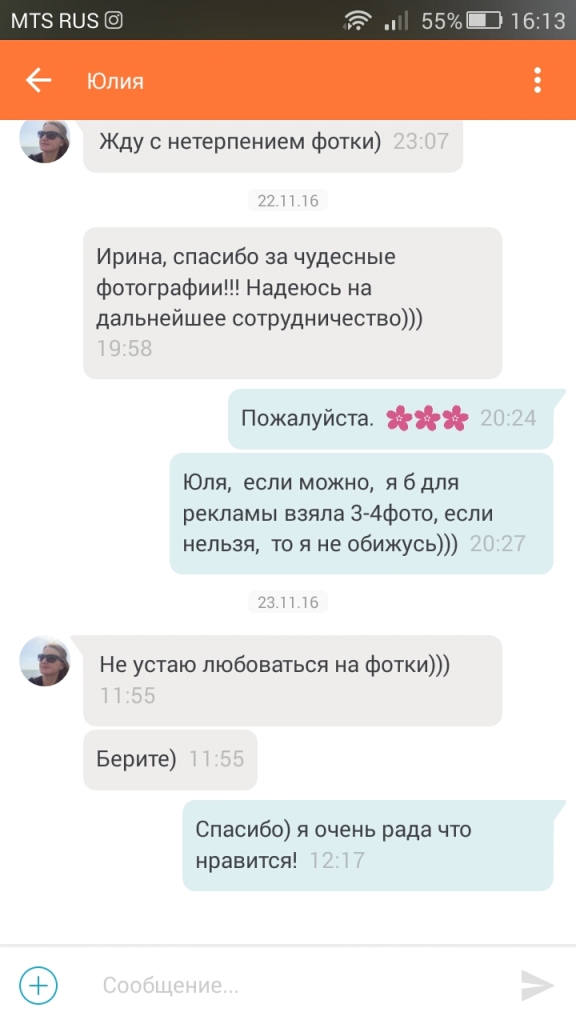 MTS RUS 55% 16:13
Юлия
Жду с нетерпением фотки) 23:07
22.11.16
Ирина, спасибо за чудесные
фотографии!!! Надеюсь на
дальнейшее сотрудничество)))
19:58
Пожалуйста. 🌸🌸🌸 20:24
Юля, если можно, я б для
рекламы взяла 3-4фото, если
нельзя, то я не обижусь))) 20:27
23.11.16
Не устаю любоваться на фотки)))
11:55
Берите) 11:55
Спасибо) я очень рада что
нравится! 12:17
Сообщение...